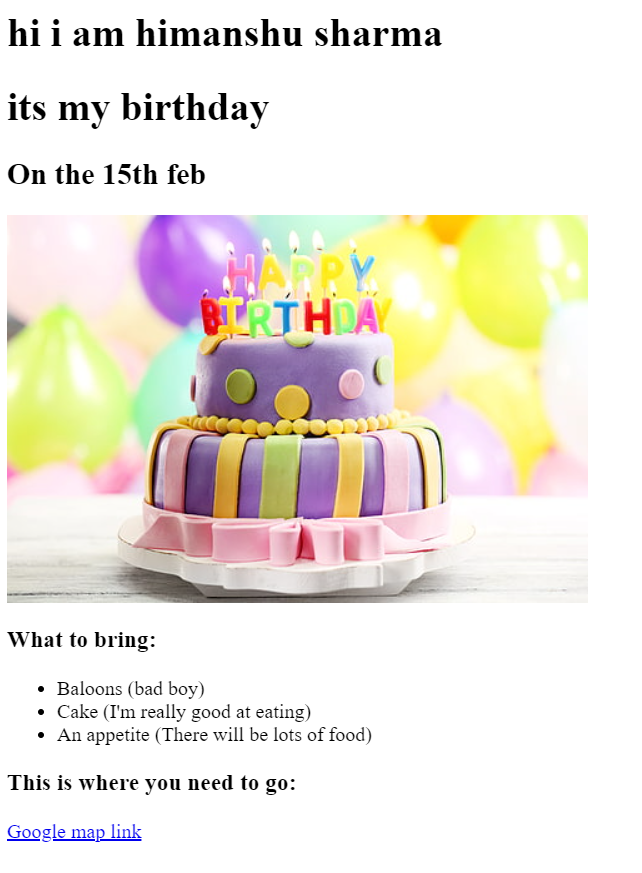 hi i am himanshu sharma
its my birthday
On the 15th feb
HAPPY
BIRTHDAY
What to bring:
Baloons (bad boy)
Cake (I'm really good at eating)
An appetite (There will be lots of food)
This is where you need to go:
Google map link